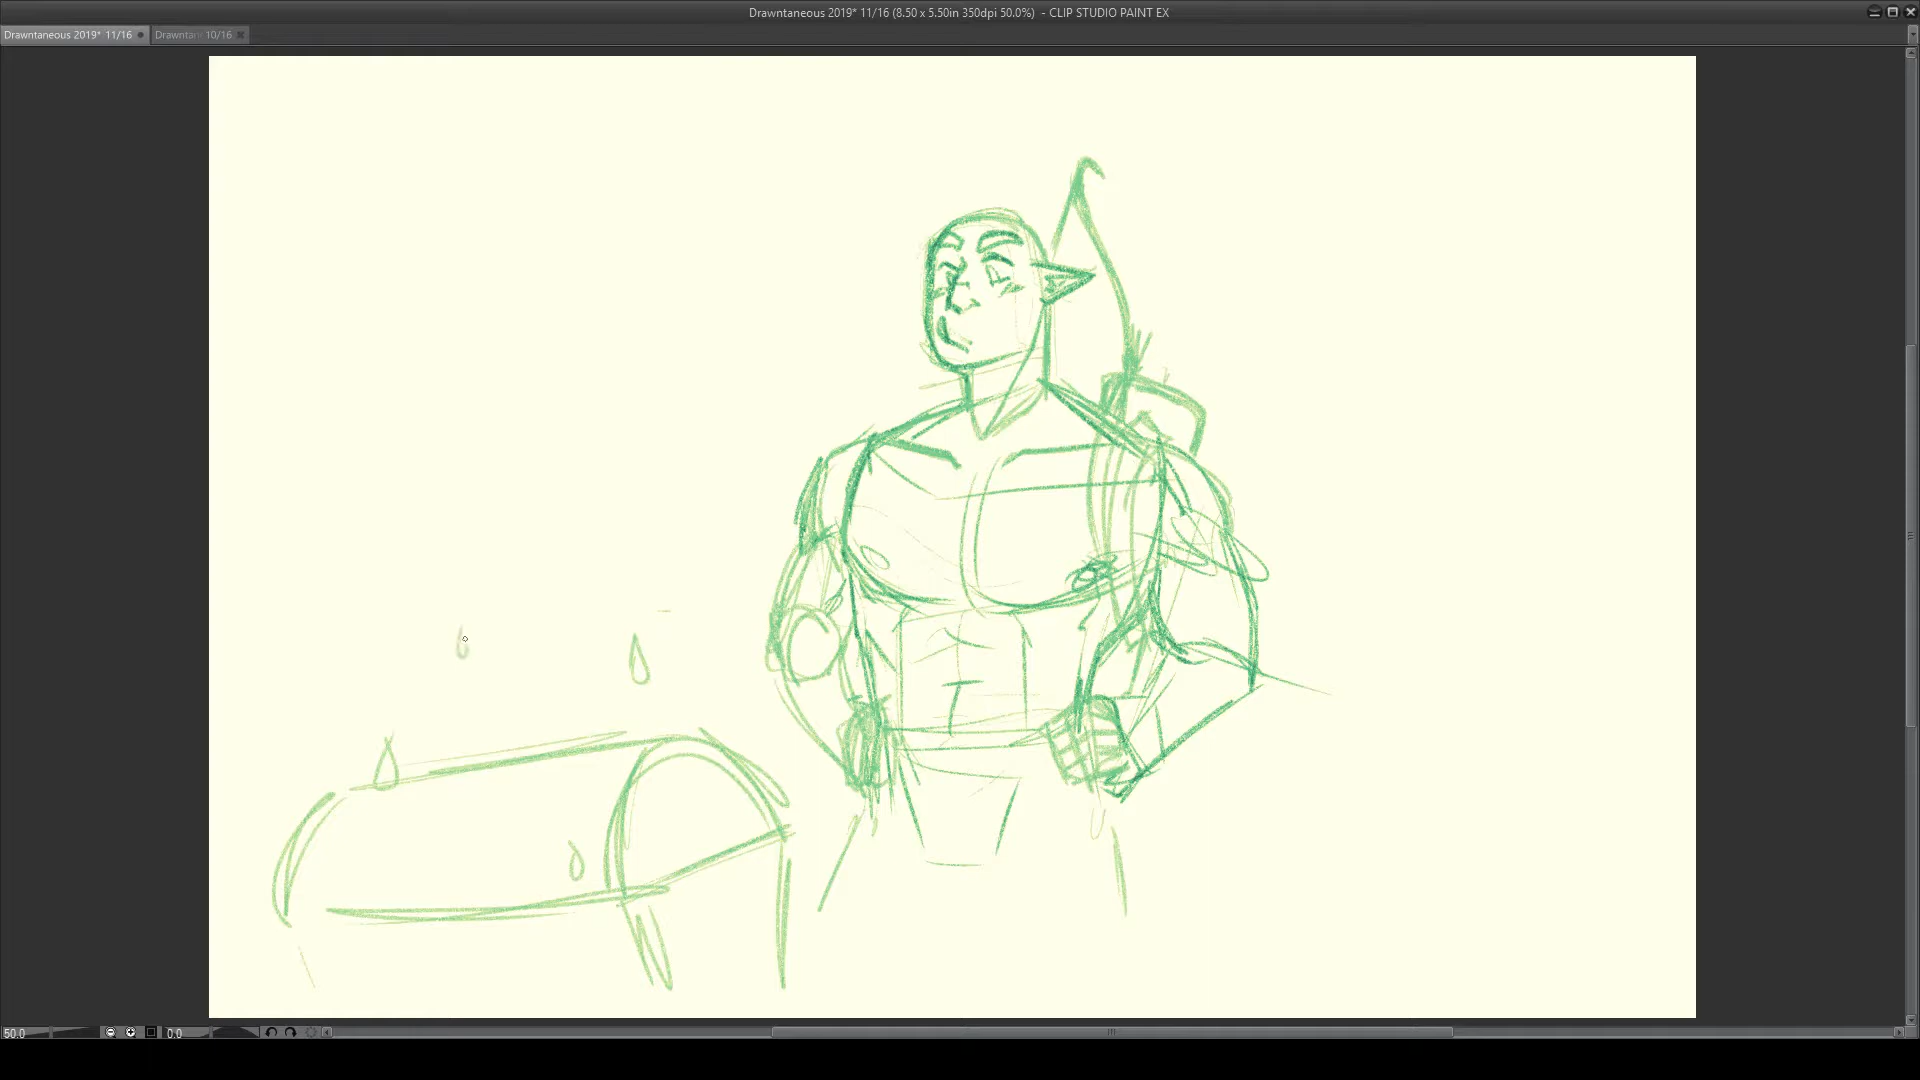 Drawntaneous 2019* 11/16 (8.50 x 5.50in 350dpi 50.0%)  - CLIP STUDIO PAINT EX
Drawntaneous 2019* 11/16 Drawntan 10/16
50.0 0.0